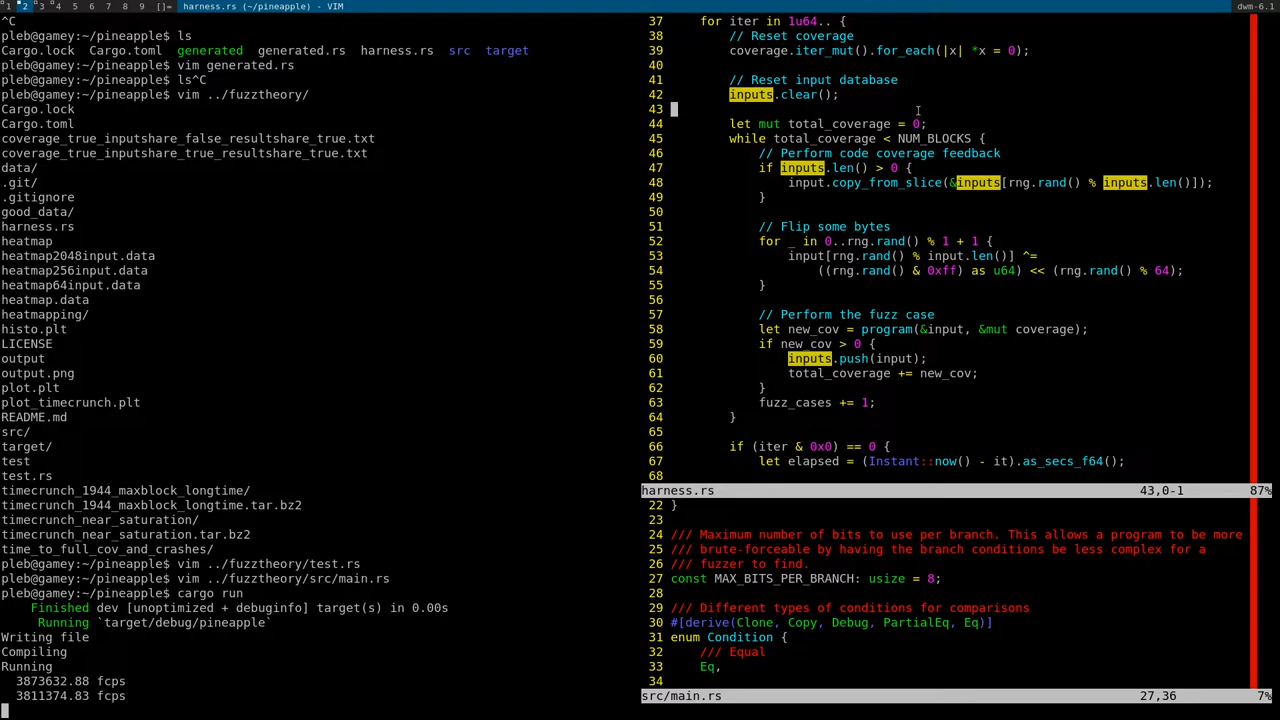 1 2 3 4 5 6 7 8 9 []= harness.rs (~/fuzzing/pineapple) - VIM dwm-6.1
^C
pleb@gamey:~/pineapple$ ls
Cargo.lock Cargo.toml generated generated.rs harness.rs src target
pleb@gamey:~/pineapple$ vim generated.rs
pleb@gamey:~/pineapple$ ls^C
pleb@gamey:~/pineapple$ vim ../fuzztheory/
Cargo.lock
Cargo.toml
coverage_true_inputshare_false_resultshare_true.txt
coverage_true_inputshare_true_resultshare_true.txt
data/
.git/
.gitignore
good_data/
harness.rs
heatmap
heatmap2048input.data
heatmap256input.data
heatmap64input.data
heatmap.data
heatmapping/
histo.plt
LICENSE
output
output.png
plot.plt
plot_timecrunch.plt
README.md
src/
target/
test
test.rs
timecrunch_1944_maxblock_longtime/
timecrunch_1944_maxblock_longtime.tar.bz2
timecrunch_near_saturation/
timecrunch_near_saturation.tar.bz2
time_to_full_cov_and_crashes/
pleb@gamey:~/pineapple$ vim ../fuzztheory/test.rs
pleb@gamey:~/pineapple$ vim ../fuzztheory/src/main.rs
pleb@gamey:~/pineapple$ cargo run
Finished dev [unoptimized + debuginfo] target(s) in 0.00s
Running `target/debug/pineapple`
Writing file
Compiling
Running
3873632.88 fcps
3811374.83 fcps
37 for iter in 1u64.. {
38 // Reset coverage
39 coverage.iter_mut().for_each(|x| *x = 0);
40
41 // Reset input database
42 inputs.clear();
43
44 let mut total_coverage = 0;
45 while total_coverage < NUM_BLOCKS {
46 // Perform code coverage feedback
47 if inputs.len() > 0 {
48 input.copy_from_slice(&inputs[rng.rand() % inputs.len()]);
49 }
50
51 // Flip some bytes
52 for _ in 0..rng.rand() % 1 + 1 {
53 input[rng.rand() % input.len()] ^=
54 ((rng.rand() & 0xff) as u64) << (rng.rand() % 64);
55 }
56
57 // Perform the fuzz case
58 let new_cov = program(&input, &mut coverage);
59 if new_cov > 0 {
60 inputs.push(input);
61 total_coverage += new_cov;
62 }
63 fuzz_cases += 1;
64 }
65
66 if (iter & 0x0) == 0 {
67 let elapsed = (Instant::now() - it).as_secs_f64();
68
harness.rs 43,0-1 87%
22 }
23
24 /// Maximum number of bits to use per branch. This allows a program to be more
25 /// brute-forceable by having the branch conditions be less complex for a
26 /// fuzzer to find.
27 const MAX_BITS_PER_BRANCH: usize = 8;
28
29 /// Different types of conditions for comparisons
30 #[derive(Clone, Copy, Debug, PartialEq, Eq)]
31 enum Condition {
32 /// Equal
33 Eq,
34
src/main.rs 27,36 7%